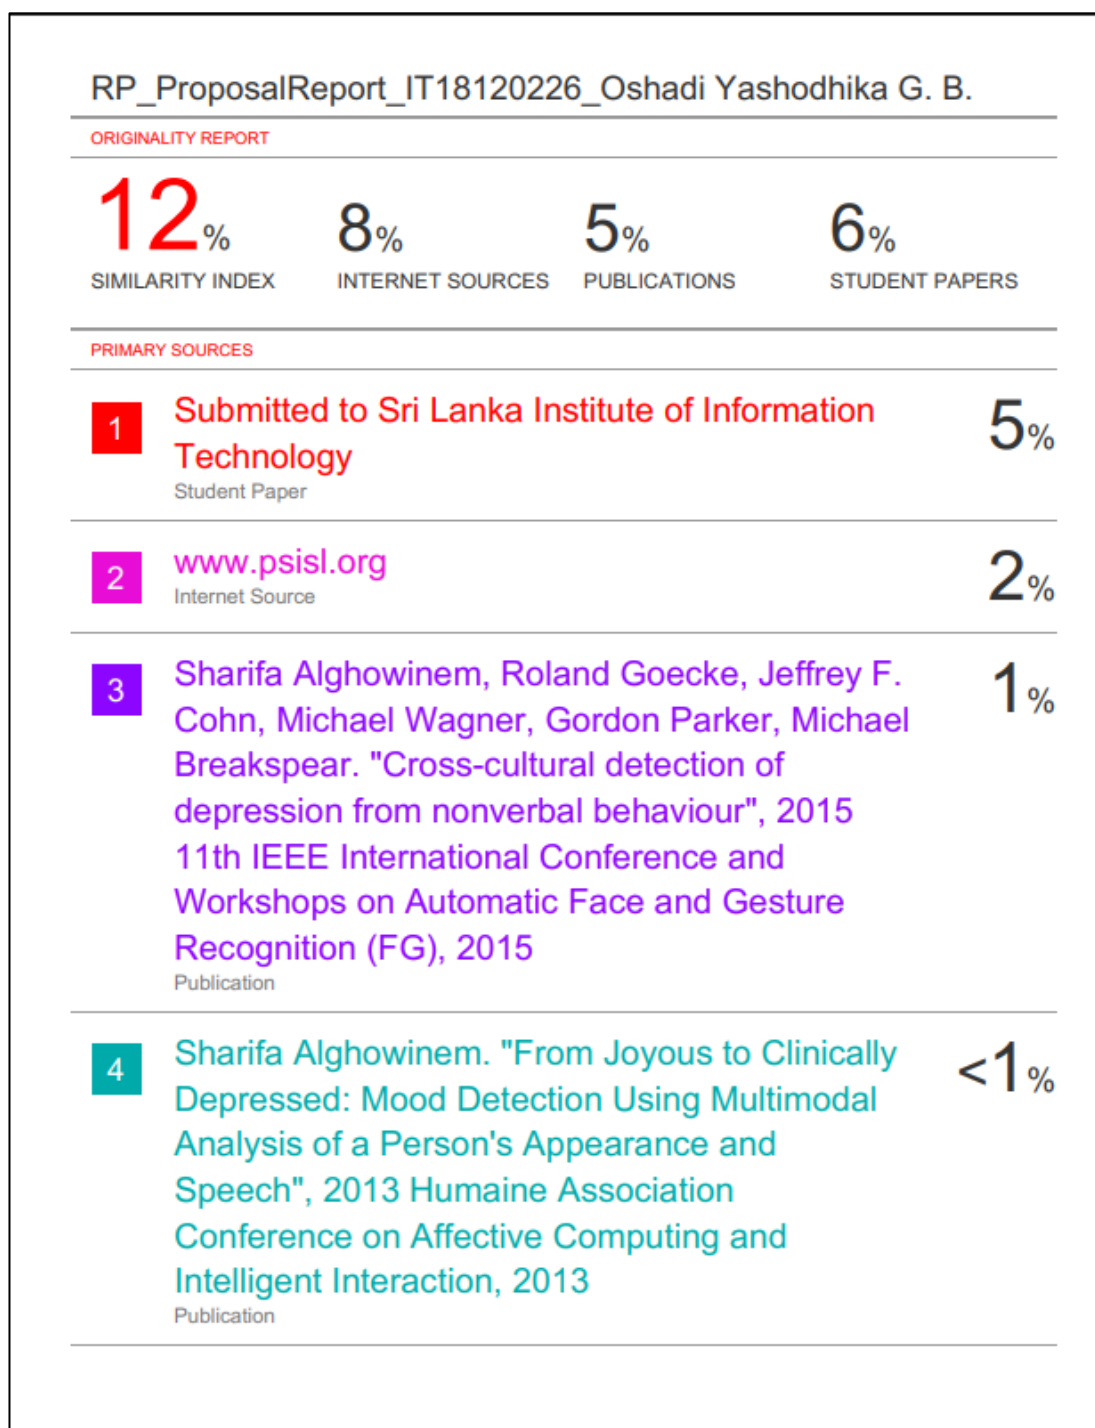 RP_ProposalReport_IT18120226_Oshadi Yashodhika G. B.
ORIGINALITY REPORT
12% 8% 5% 6%
SIMILARITY INDEX INTERNET SOURCES PUBLICATIONS STUDENT PAPERS
PRIMARY SOURCES
1 Submitted to Sri Lanka Institute of Information 5%
Technology
Student Paper
2 www.psisl.org 2%
Internet Source
3 Sharifa Alghowinem, Roland Goecke, Jeffrey F. 1%
Cohn, Michael Wagner, Gordon Parker, Michael
Breakspear. "Cross-cultural detection of
depression from nonverbal behaviour", 2015
11th IEEE International Conference and
Workshops on Automatic Face and Gesture
Recognition (FG), 2015
Publication
4 Sharifa Alghowinem. "From Joyous to Clinically <1%
Depressed: Mood Detection Using Multimodal
Analysis of a Person's Appearance and
Speech", 2013 Humaine Association
Conference on Affective Computing and
Intelligent Interaction, 2013
Publication